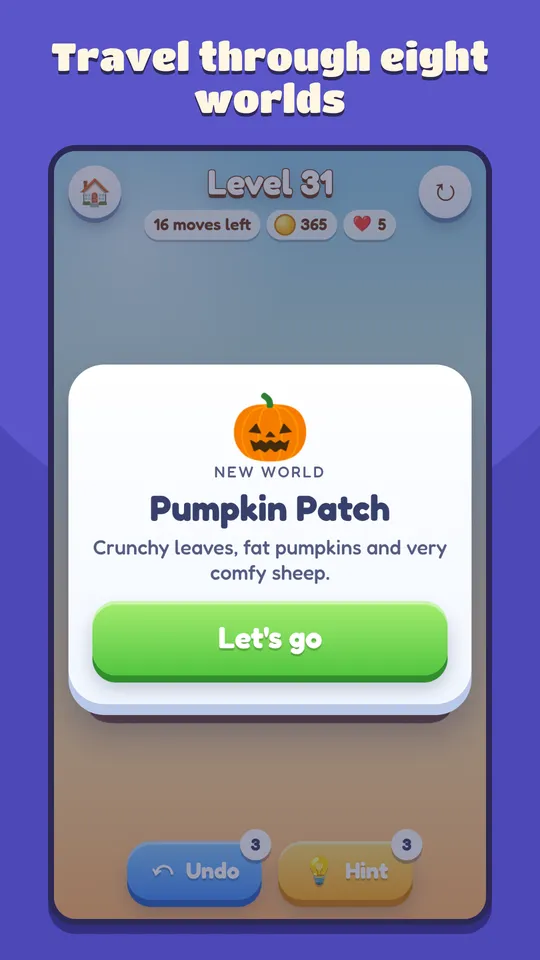 Travel through eight
worlds
Level 31
16 moves left
365
5
NEW WORLD
Pumpkin Patch
Crunchy leaves, fat pumpkins and very
comfy sheep.
Let's go
3
3
Undo
Hint